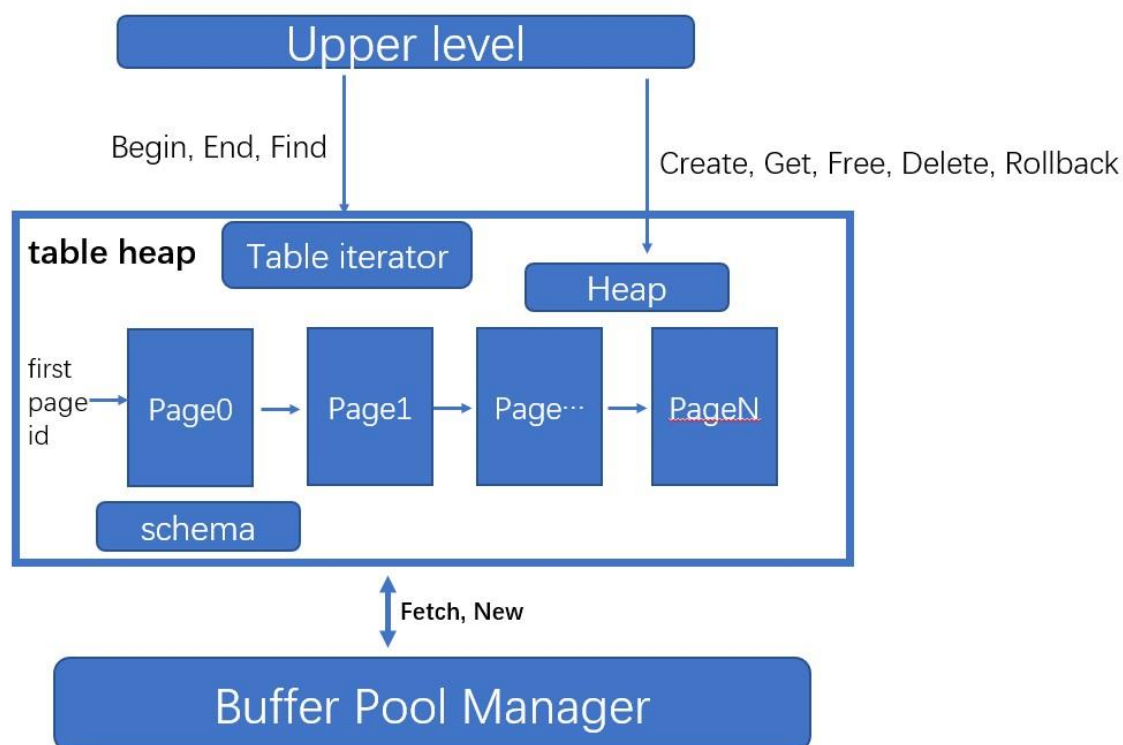 Upper level
Begin, End, Find
Create, Get, Free, Delete, Rollback
table heap
Table iterator
Heap
first
page
id
Page0
Page1
Page…
PageN
schema
Fetch, New
Buffer Pool Manager